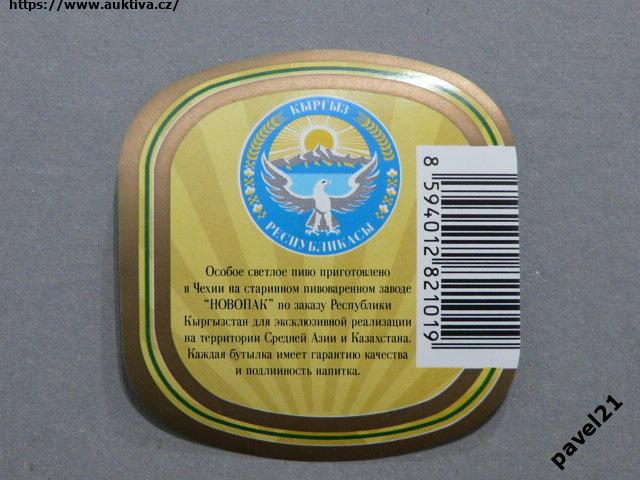 https://www.auktiva.cz/
КЫРГЫЗ
РЕСПУБЛИКАСЫ
Особое светлое пиво приготовлено
в Чехии на старинном пивоваренном заводе
“НОВОПАК” по заказу Республики
Кыргызстан для эксклюзивной реализации
на территории Средней Азии и Казахстана.
Каждая бутылка имеет гарантию качества
и подлинность напитка.
8 594012 821019
pavel21